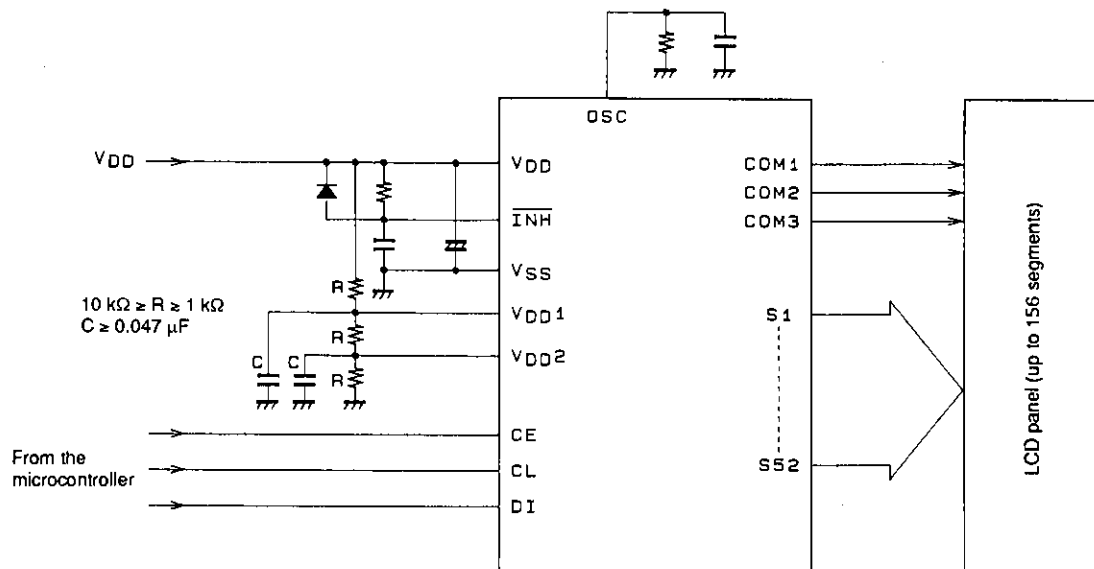 OSC
VDD
VDD
COM1
COM2
INH
COM3
VSS
R
10 kΩ ≥ R ≥ 1 kΩ
C ≥ 0.047 μF
VDD1
S1
R
VDD2
C
C
R
CE
From the
microcontroller
CL
S52
DI
LCD panel (up to 156 segments)